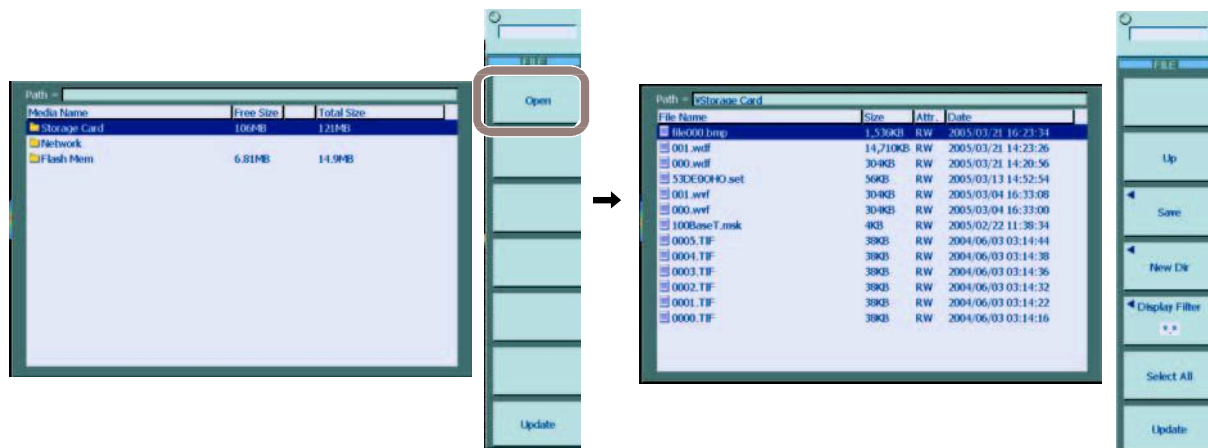 FILE
Open
Path =
Media Name Free Size Total Size
Storage Card 106MB 121MB
Network
Flash Mem 6.81MB 14.9MB
Update
FILE
Path = ¥Storage Card
File Name Size Attr. Date
file000.bmp 1,536KB RW 2005/03/21 16:23:34
001.wdf 14,710KB RW 2005/03/21 14:23:26
000.wdf 304KB RW 2005/03/21 14:20:56
53DE00HO.set 56KB RW 2005/03/13 14:52:54
001.wvf 304KB RW 2005/03/04 16:33:08
000.wvf 304KB RW 2005/03/04 16:33:00
100BaseT.msk 4KB RW 2005/02/22 11:38:34
0005.TIF 38KB RW 2004/06/03 03:14:44
0004.TIF 38KB RW 2004/06/03 03:14:38
0003.TIF 38KB RW 2004/06/03 03:14:36
0002.TIF 38KB RW 2004/06/03 03:14:32
0001.TIF 38KB RW 2004/06/03 03:14:22
0000.TIF 38KB RW 2004/06/03 03:14:16
Up
Save
New Dir
Display Filter
*.*
Select All
Update